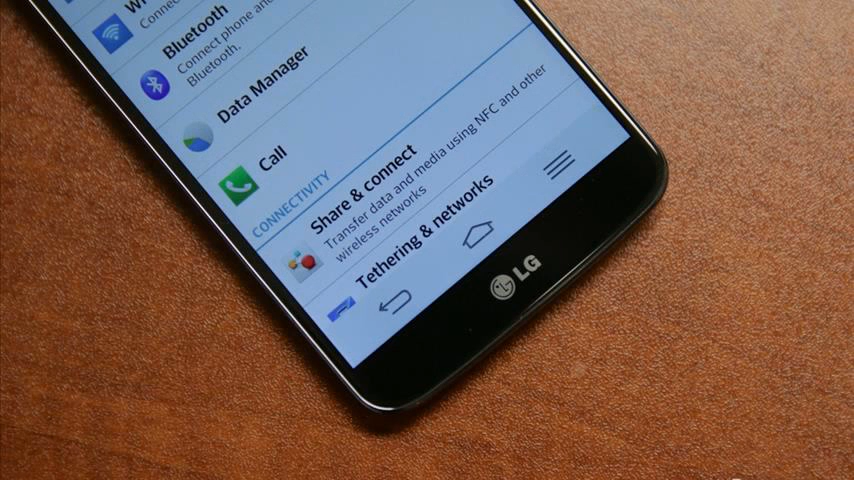 Bluetooth
Connect phone and
Bluetooth.
Data Manager
Call
CONNECTIVITY
Share & connect
Transfer data and media using NFC and other
wireless networks
Tethering & networks
LG